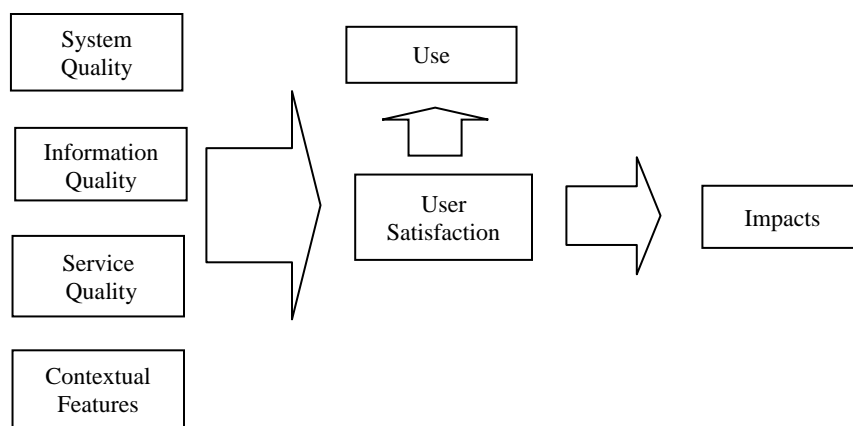 System
Quality
Information
Quality
Service
Quality
Contextual
Features
Use
User
Satisfaction
Impacts